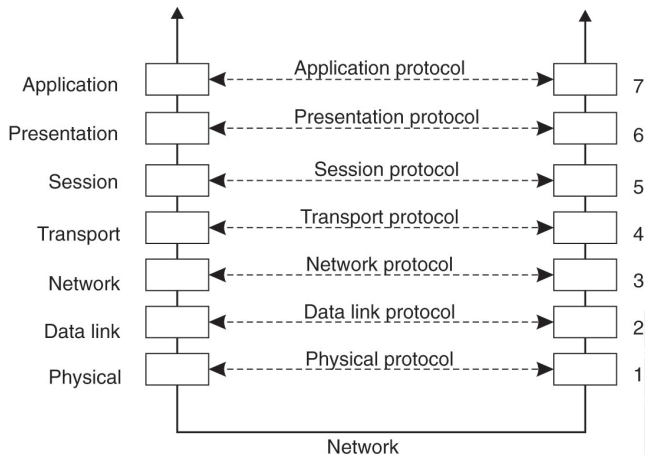 Application
Application protocol
7
Presentation
Presentation protocol
6
Session
Session protocol
5
Transport
Transport protocol
4
Network
Network protocol
3
Data link
Data link protocol
2
Physical
Physical protocol
1
Network